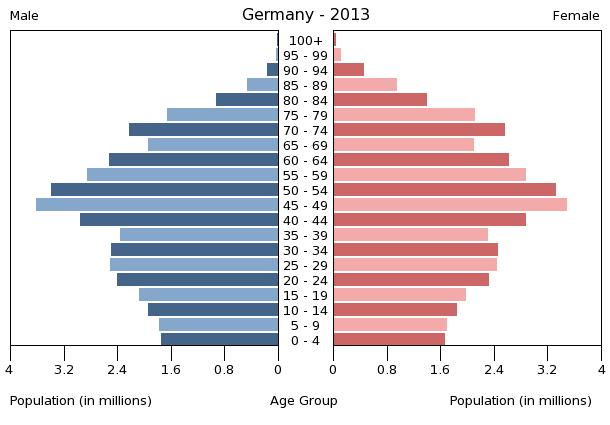 Male Germany - 2013 Female
100+
95 - 99
90 - 94
85 - 89
80 - 84
75 - 79
70 - 74
65 - 69
60 - 64
55 - 59
50 - 54
45 - 49
40 - 44
35 - 39
30 - 34
25 - 29
20 - 24
15 - 19
10 - 14
5 - 9
0 - 4
4 3.2 2.4 1.6 0.8 0 0 0.8 1.6 2.4 3.2 4
Population (in millions) Age Group Population (in millions)